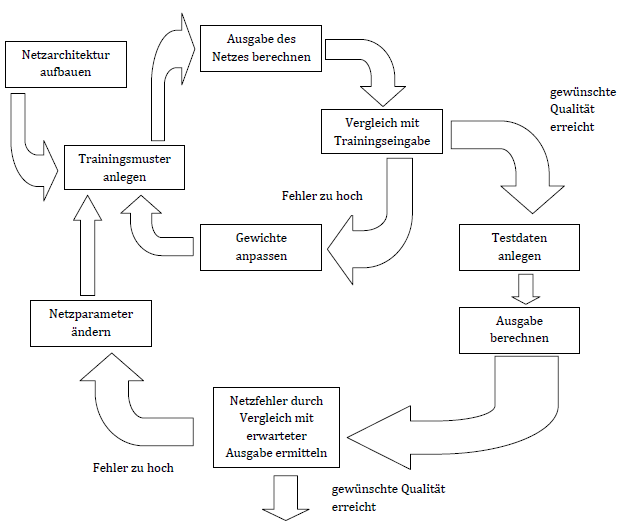 Ausgabe des
Netzes berechnen
Netzarchitektur
aufbauen
gewünschte
Qualität
erreicht
Vergleich mit
Trainingseingabe
Trainingsmuster
anlegen
Fehler zu hoch
Gewichte
anpassen
Testdaten
anlegen
Netzparameter
ändern
Ausgabe
berechnen
Netzfehler durch
Vergleich mit
erwarteter
Ausgabe ermitteln
Fehler zu hoch
gewünschte Qualität
erreicht